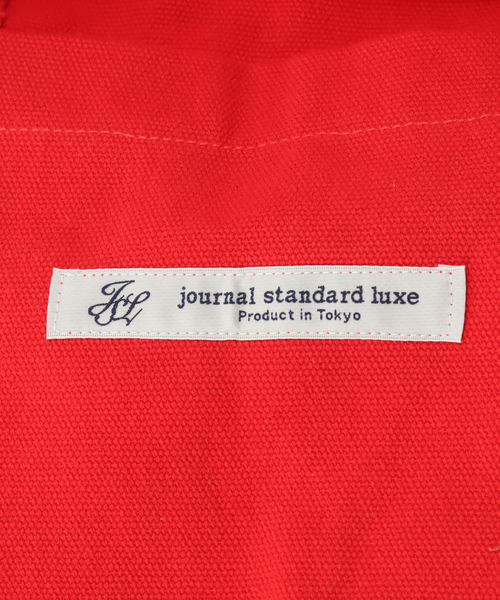 JSL journal standard luxe
Product in Tokyo